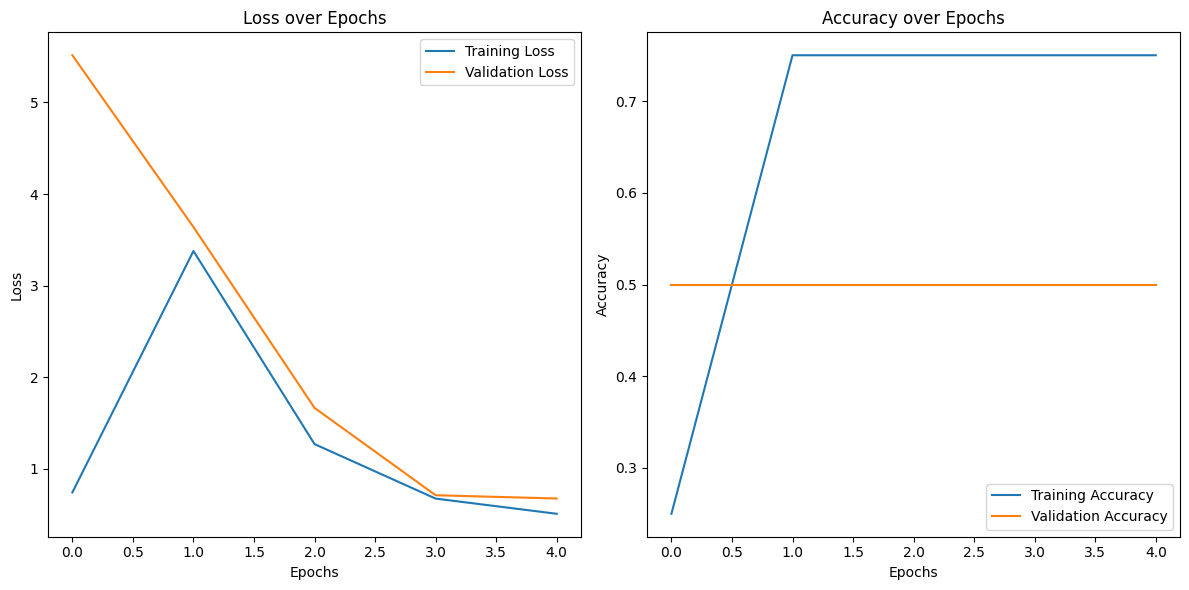 Loss over Epochs
Training Loss
Validation Loss
5
4
3
2
1
Loss
0.0 0.5 1.0 1.5 2.0 2.5 3.0 3.5 4.0
Epochs
Accuracy over Epochs
0.7
0.6
0.5
0.4
0.3
Accuracy
Training Accuracy
Validation Accuracy
0.0 0.5 1.0 1.5 2.0 2.5 3.0 3.5 4.0
Epochs